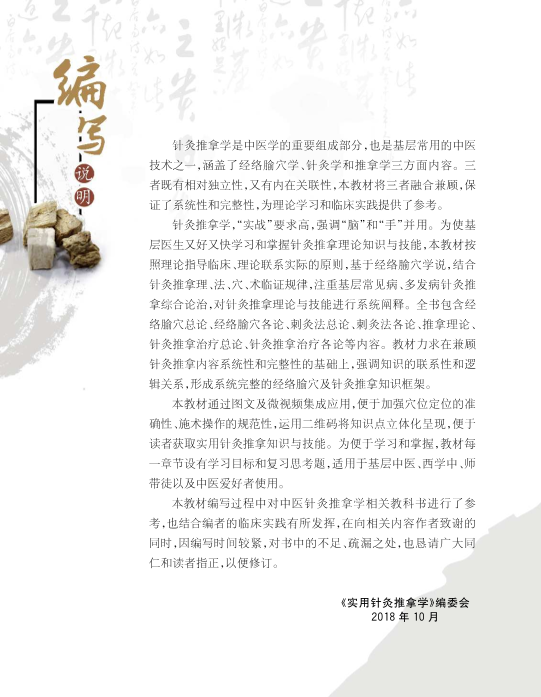 编写
说明
针灸推拿学是中医学的重要组成部分,也是基层常用的中医
技术之一,涵盖了经络腧穴学、针灸学和推拿学三方面内容。三
者既有相对独立性,又有内在关联性,本教材将三者融合兼顾,保
证了系统性和完整性,为理论学习和临床实践提供了参考。
针灸推拿学,“实战”要求高,强调“脑”和“手”并用。为使基
层医生又好又快学习和掌握针灸推拿理论知识与技能,本教材按
照理论指导临床、理论联系实际的原则,基于经络腧穴学说,结合
针灸推拿理、法、穴、术临证规律,注重基层常见病、多发病针灸推
拿综合论治,对针灸推拿理论与技能进行系统阐释。全书包含经
络腧穴总论、经络腧穴各论、刺灸法总论、刺灸法各论、推拿理论、
针灸推拿治疗总论、针灸推拿治疗各论等内容。教材力求在兼顾
针灸推拿内容系统性和完整性的基础上,强调知识的联系性和逻
辑关系,形成系统完整的经络腧穴及针灸推拿知识框架。
本教材通过图文及微视频集成应用,便于加强穴位定位的准
确性、施术操作的规范性,运用二维码将知识点立体化呈现,便于
读者获取实用针灸推拿知识与技能。为便于学习和掌握,教材每
一章节设有学习目标和复习思考题,适用于基层中医、西学中、师
带徒以及中医爱好者使用。
本教材编写过程中对中医针灸推拿学相关教科书进行了参
考,也结合编者的临床实践有所发挥,在向相关内容作者致谢的
同时,因编写时间较紧,对书中的不足、疏漏之处,也恳请广大同
仁和读者指正,以便修订。
《实用针灸推拿学》编委会
2018 年 10 月